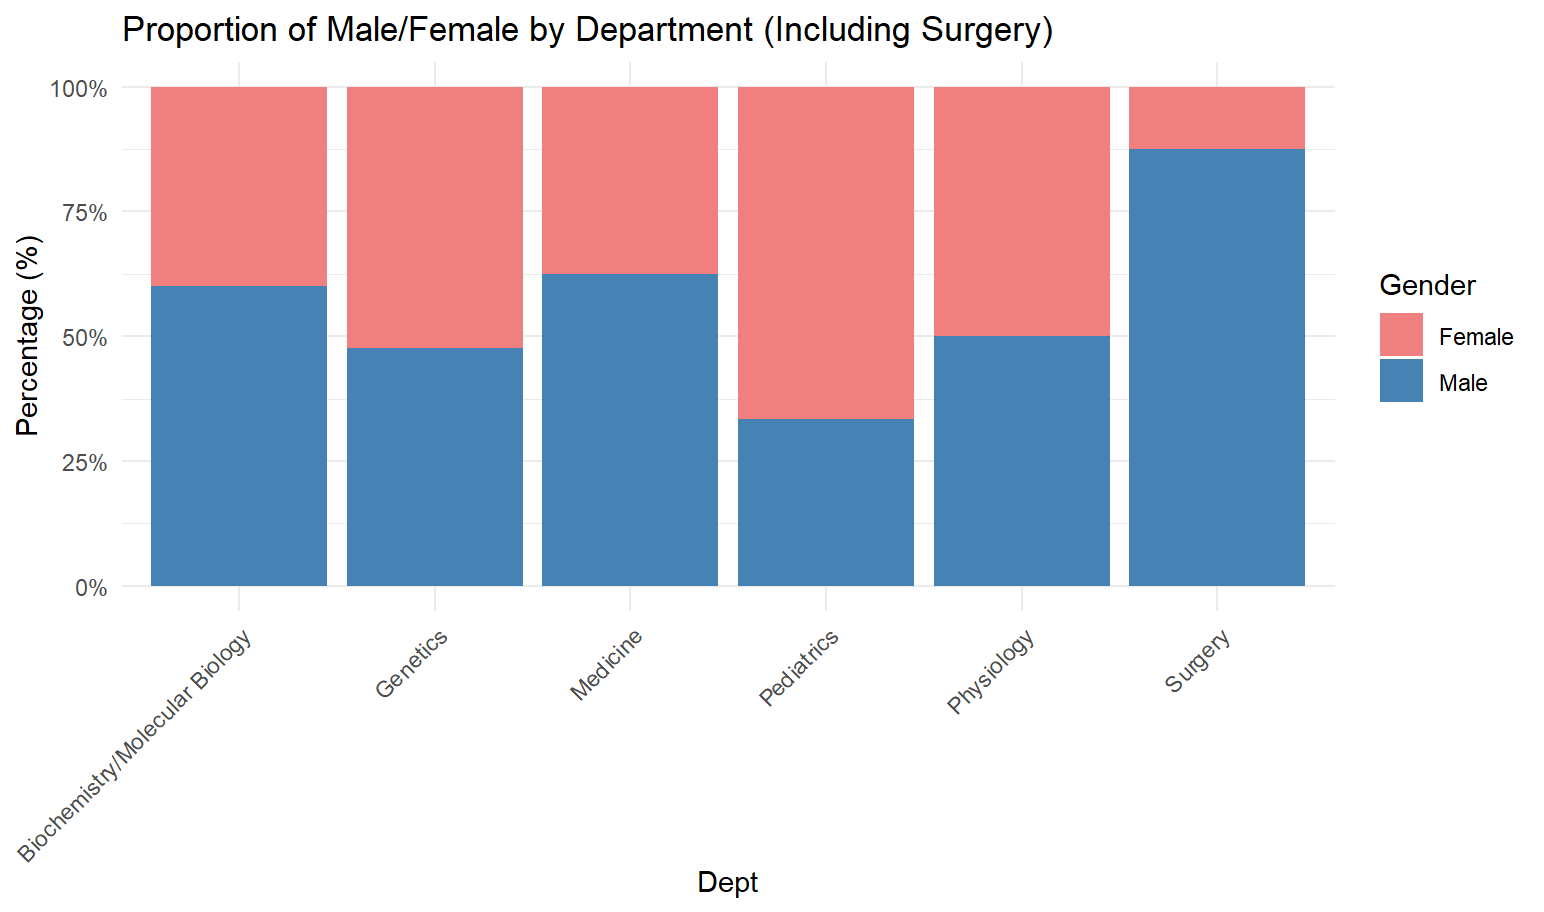 Proportion of Male/Female by Department (Including Surgery)
100%
75%
50%
25%
0%
Percentage (%)
Biochemistry/Molecular Biology
Genetics
Medicine
Pediatrics
Physiology
Surgery
Dept
Gender
Female
Male